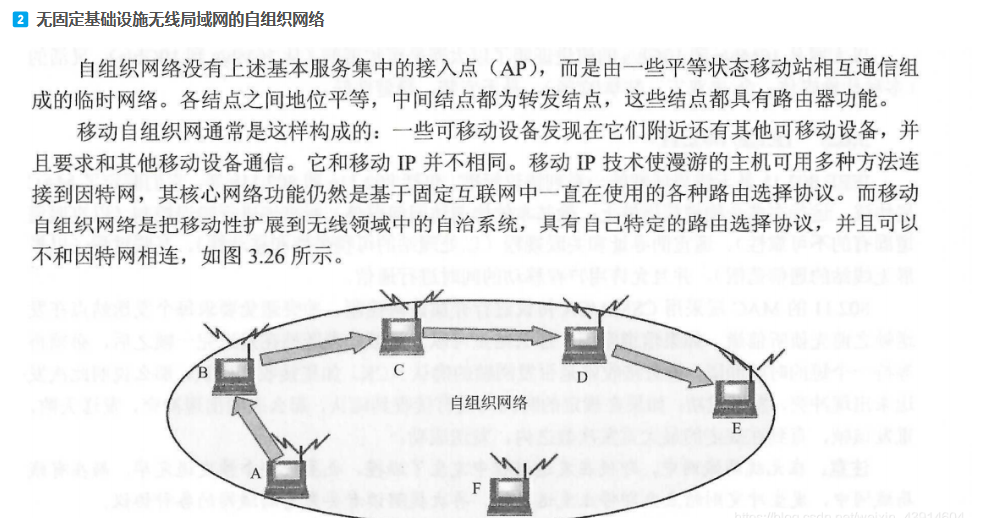 2 无固定基础设施无线局域网的自组织网络
自组织网络没有上述基本服务集中的接入点（AP），而是由一些平等状态移动站相互通信组
成的临时网络。各结点之间地位平等，中间结点都为转发结点，这些结点都具有路由器功能。
移动自组织网通常是这样构成的：一些可移动设备发现在它们附近还有其他可移动设备，并
且要求和其他移动设备通信。它和移动 IP 并不相同。移动 IP 技术使漫游的主机可用多种方法连
接到因特网，其核心网络功能仍然是基于固定互联网中一直在使用的各种路由选择协议。而移动
自组织网络是把移动性扩展到无线领域中的自治系统，具有自己特定的路由选择协议，并且可以
不和因特网相连，如图 3.26 所示。
B
C
D
自组织网络
E
A
F